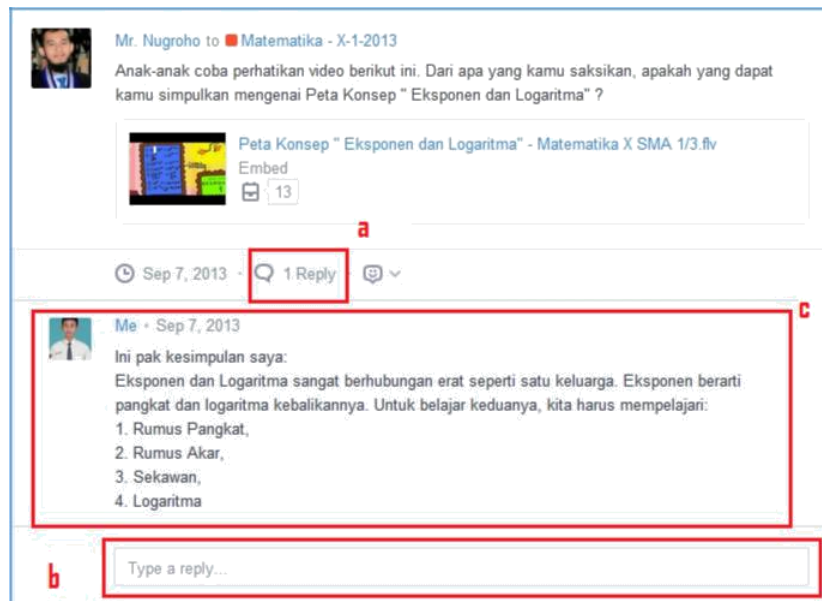 Mr. Nugroho to Matematika - X-1-2013
Anak-anak coba perhatikan video berikut ini. Dari apa yang kamu saksikan, apakah yang dapat
kamu simpulkan mengenai Peta Konsep " Eksponen dan Logaritma" ?
Peta Konsep " Eksponen dan Logaritma" - Matematika X SMA 1/3.flv
Embed
13
a
Sep 7, 2013 · 1 Reply ·
c
Me • Sep 7, 2013
Ini pak kesimpulan saya:
Eksponen dan Logaritma sangat berhubungan erat seperti satu keluarga. Eksponen berarti
pangkat dan logaritma kebalikannya. Untuk belajar keduanya, kita harus mempelajari:
1. Rumus Pangkat,
2. Rumus Akar,
3. Sekawan,
4. Logaritma
b
Type a reply...